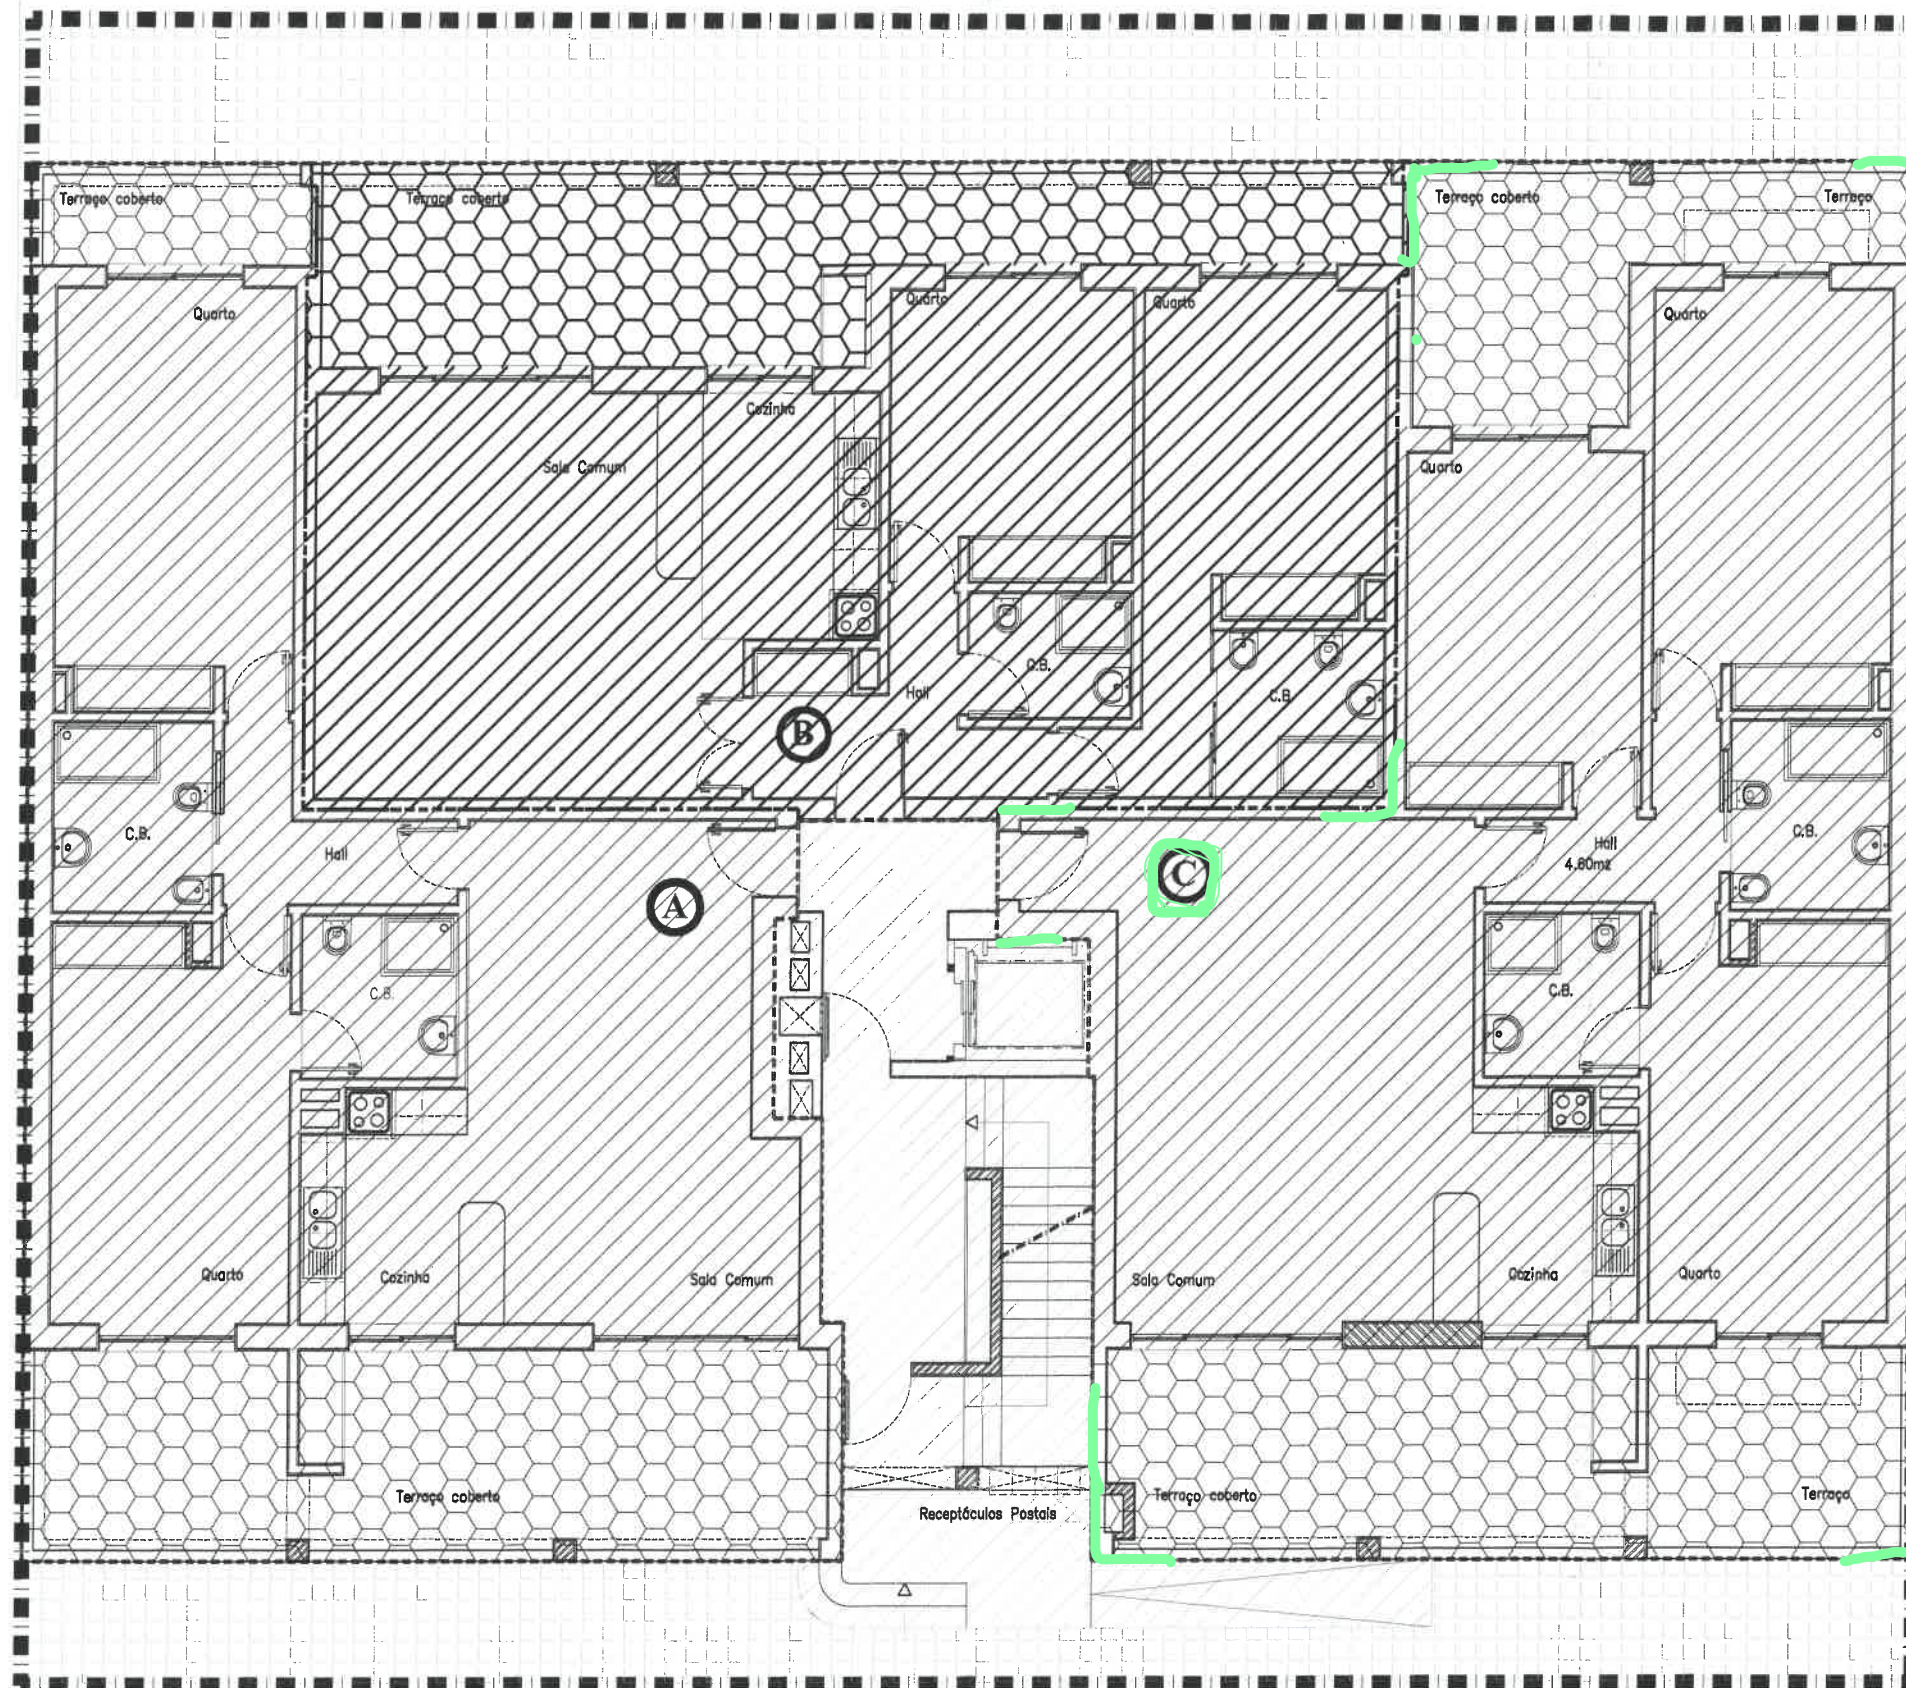 Terraço coberto
Terraço coberto
Terraço coberto
Terraço
Quarto
Quarto
Quarto
Quarto
Cozinha
Sala Comum
Quarto
C.B.
Hall
C.B.
B
C.B.
Hall
A
C
Hall
4.60m2
C.B.
C.B.
C.B.
Quarto
Cozinha
Sala Comum
Sala Comum
Cozinha
Quarto
Terraço coberto
Receptáculos Postais
Terraço coberto
Terraço